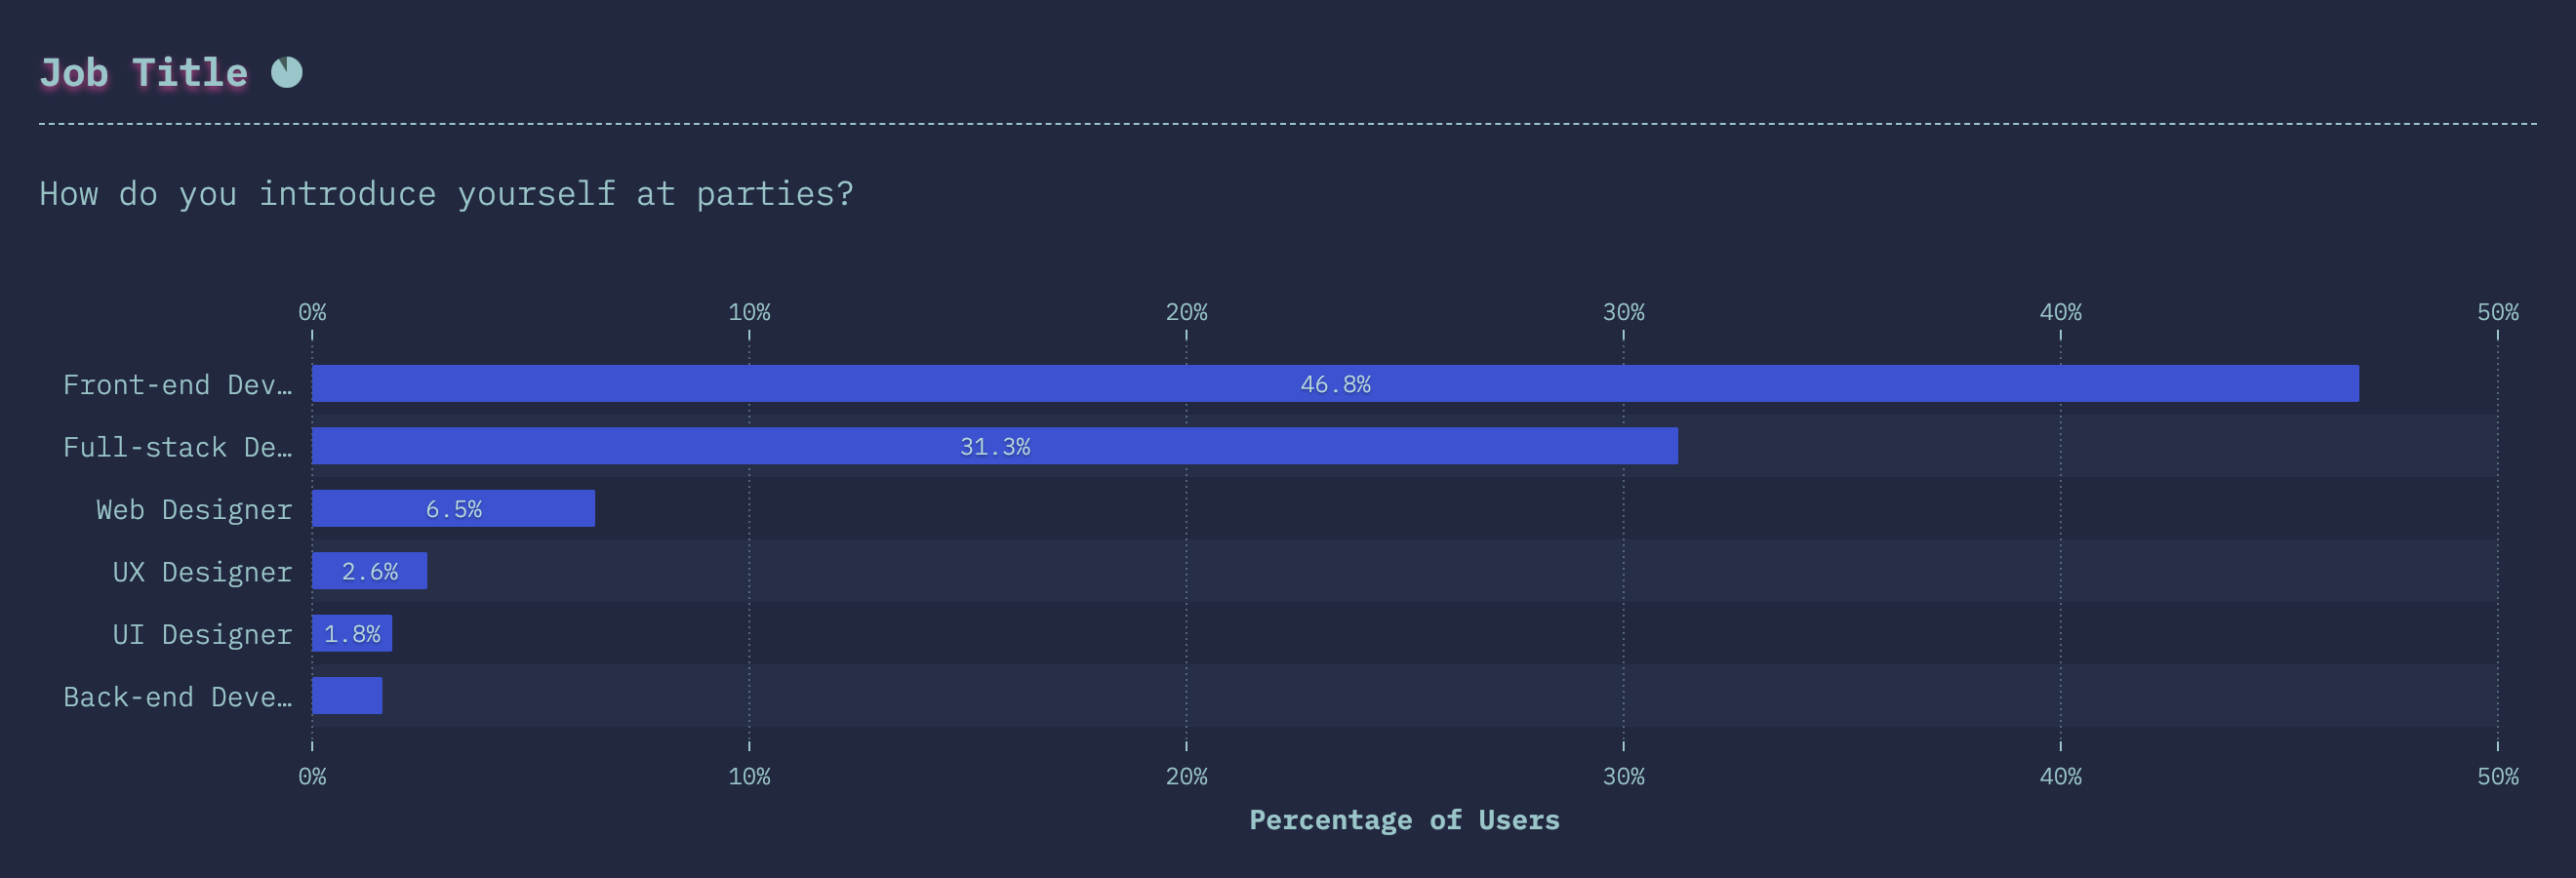 Job Title
How do you introduce yourself at parties?
0% 10% 20% 30% 40% 50%
Front-end Dev… 46.8%
Full-stack De… 31.3%
Web Designer 6.5%
UX Designer 2.6%
UI Designer 1.8%
Back-end Deve…
0% 10% 20% 30% 40% 50%
Percentage of Users